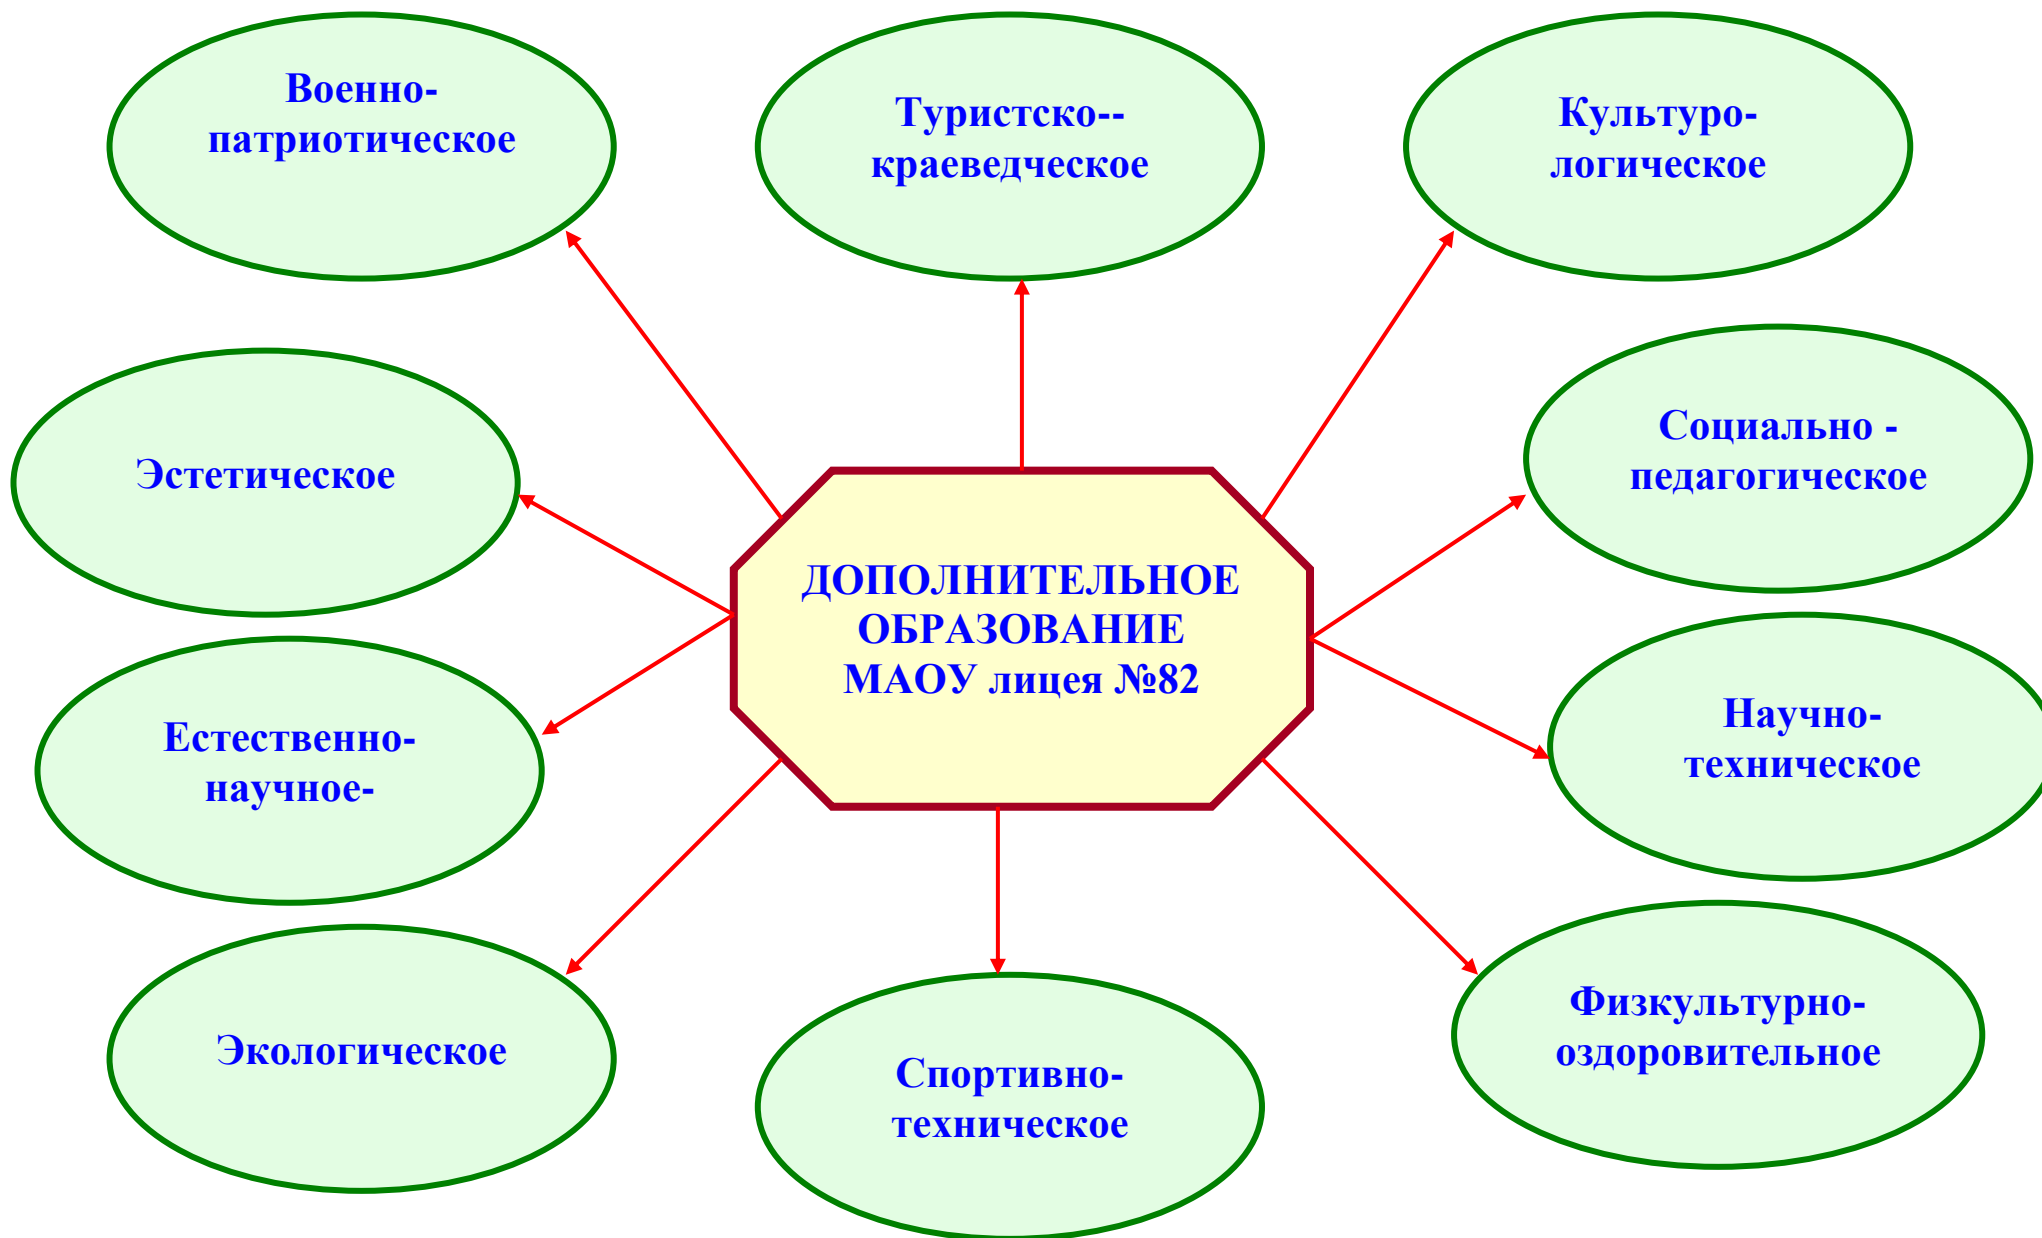 Военно-
патриотическое
Туристско--
краеведческое
Культуро-
логическое
Эстетическое
Социально -
педагогическое
ДОПОЛНИТЕЛЬНОЕ
ОБРАЗОВАНИЕ
МАОУ лицея №82
Естественно-
научное-
Научно-
техническое
Экологическое
Спортивно-
техническое
Физкультурно-
оздоровительное